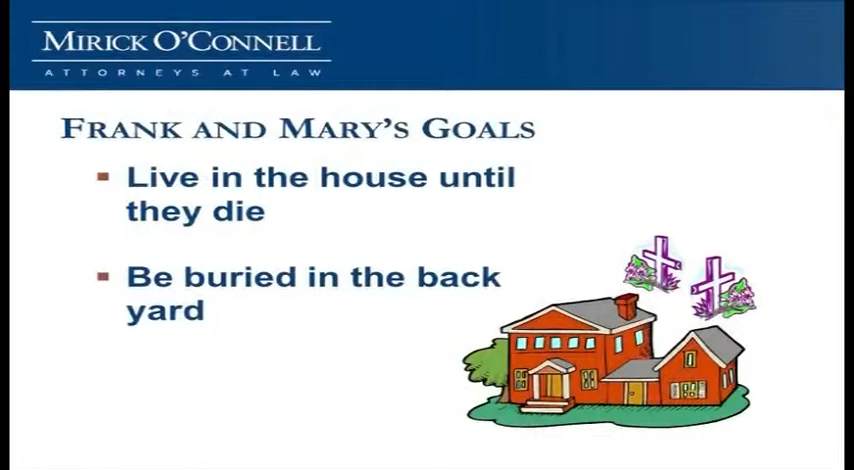 MIRICK O'CONNELL
ATTORNEYS AT LAW
FRANK AND MARY'S GOALS
Live in the house until
they die
Be buried in the back
yard